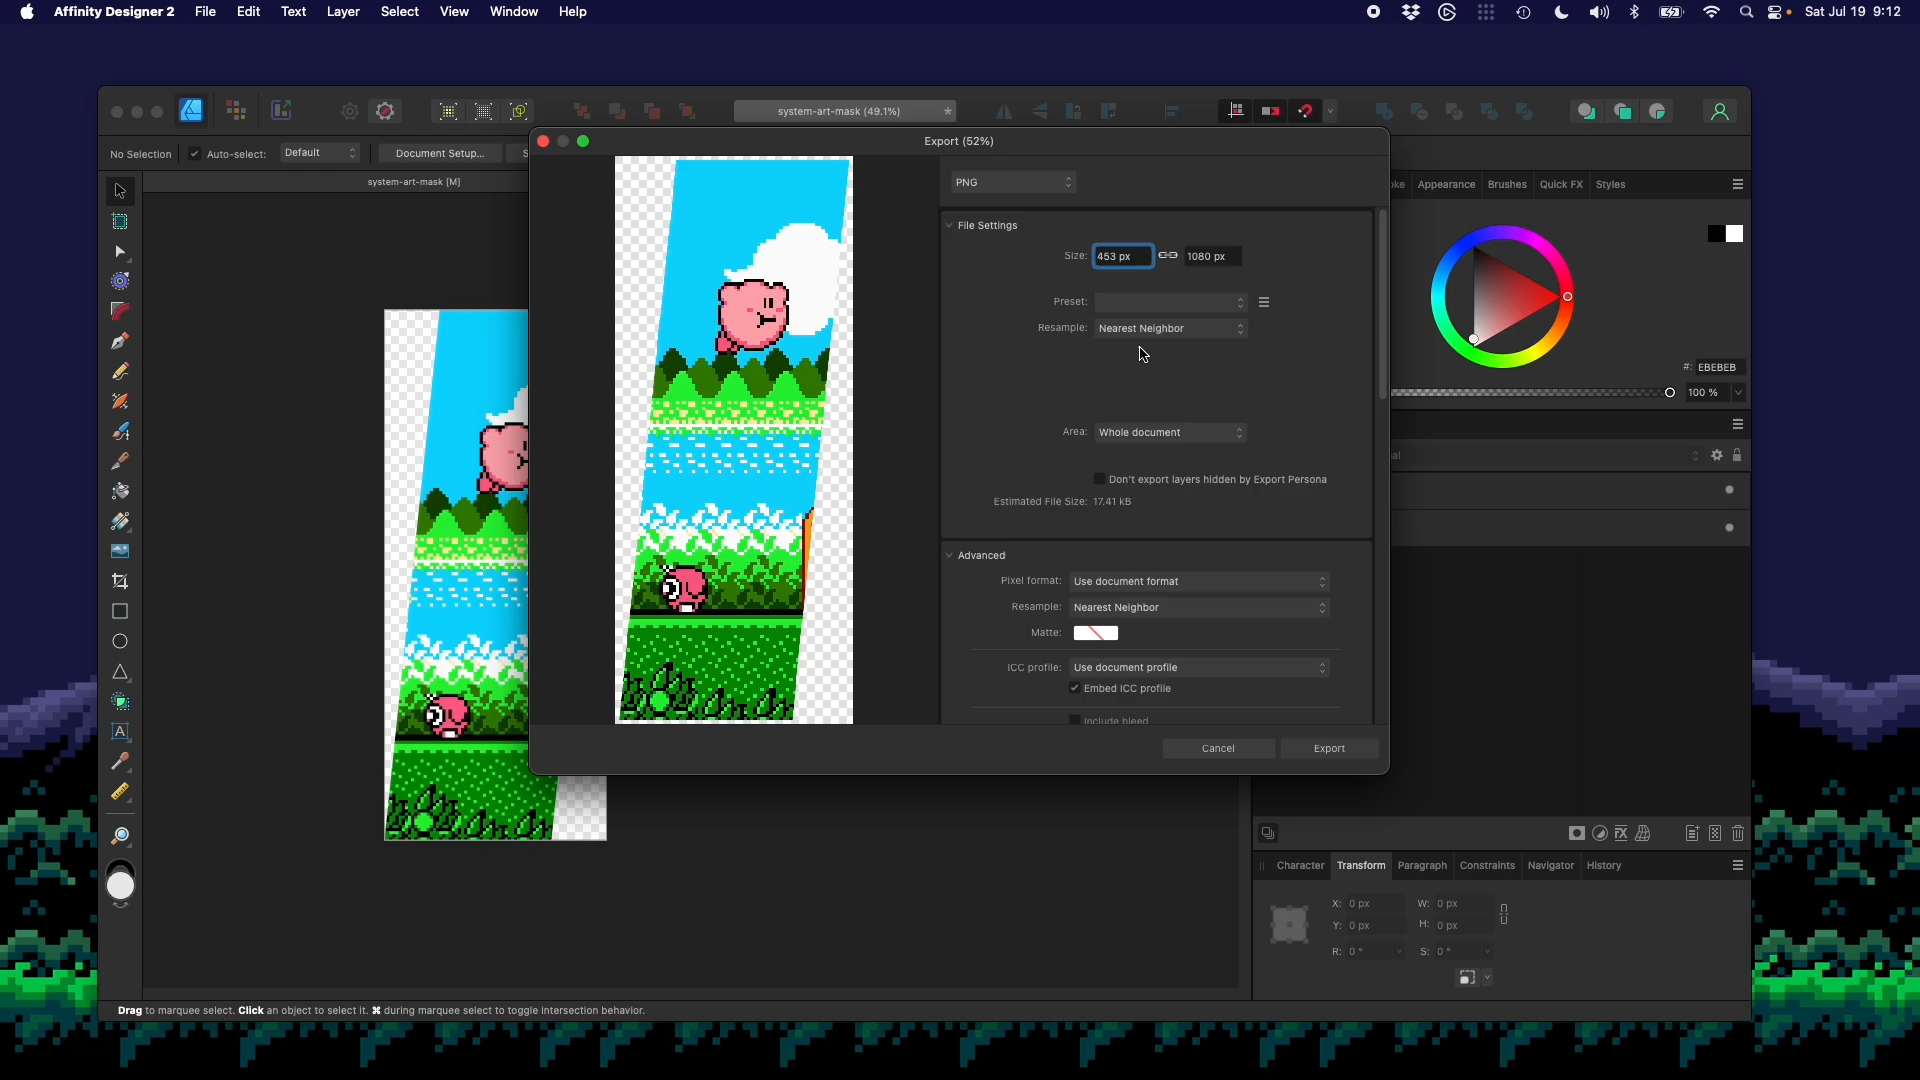 Affinity Designer 2 File Edit Text Layer Select View Window Help Sat Jul 19 9:12
system-art-mask (49.1%) *
Export (52%)
No Selection Auto-select: Default Document Setup...
PNG
system-art-mask [M]
Appearance Brushes Quick FX Styles
File Settings
Size: 453 px 1080 px
Preset:
Resample: Nearest Neighbor
#: EBEBEB
100 %
Area: Whole document
Don't export layers hidden by Export Persona
Estimated File Size: 17.41 kB
Advanced
Pixel format: Use document format
Resample: Nearest Neighbor
Matte:
ICC profile: Use document profile
Embed ICC profile
Include bleed
Cancel Export
Character Transform Paragraph Constraints Navigator History
X: 0 px W: 0 px
Y: 0 px H: 0 px
R: 0 ° S: 0 °
Drag to marquee select. Click an object to select it. ⌘ during marquee select to toggle intersection behavior.